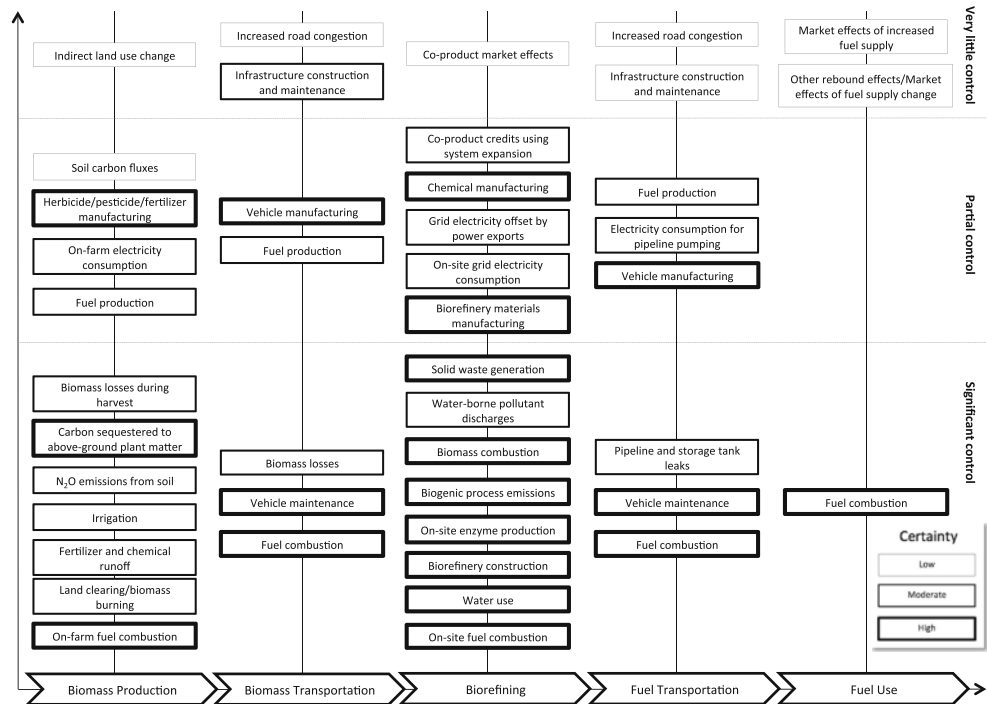 Increased road congestion
Increased road congestion
Market effects of increased
fuel supply
Very little control
Indirect land use change
Co-product market effects
Infrastructure construction
and maintenance
Infrastructure construction
and maintenance
Other rebound effects/Market
effects of fuel supply change
Soil carbon fluxes
Herbicide/pesticide/fertilizer
manufacturing
On-farm electricity
consumption
Fuel production
Vehicle manufacturing
Fuel production
Co-product credits using
system expansion
Chemical manufacturing
Grid electricity offset by
power exports
On-site grid electricity
consumption
Biorefinery materials
manufacturing
Fuel production
Electricity consumption for
pipeline pumping
Vehicle manufacturing
Partial control
Biomass losses during
harvest
Carbon sequestered to
above-ground plant matter
N₂O emissions from soil
Irrigation
Fertilizer and chemical
runoff
Land clearing/biomass
burning
On-farm fuel combustion
Biomass losses
Vehicle maintenance
Fuel combustion
Solid waste generation
Water-borne pollutant
discharges
Biomass combustion
Biogenic process emissions
On-site enzyme production
Biorefinery construction
Water use
On-site fuel combustion
Pipeline and storage tank
leaks
Vehicle maintenance
Fuel combustion
Fuel combustion
Significant control
Certainty
Low
Moderate
High
Biomass Production
Biomass Transportation
Biorefining
Fuel Transportation
Fuel Use